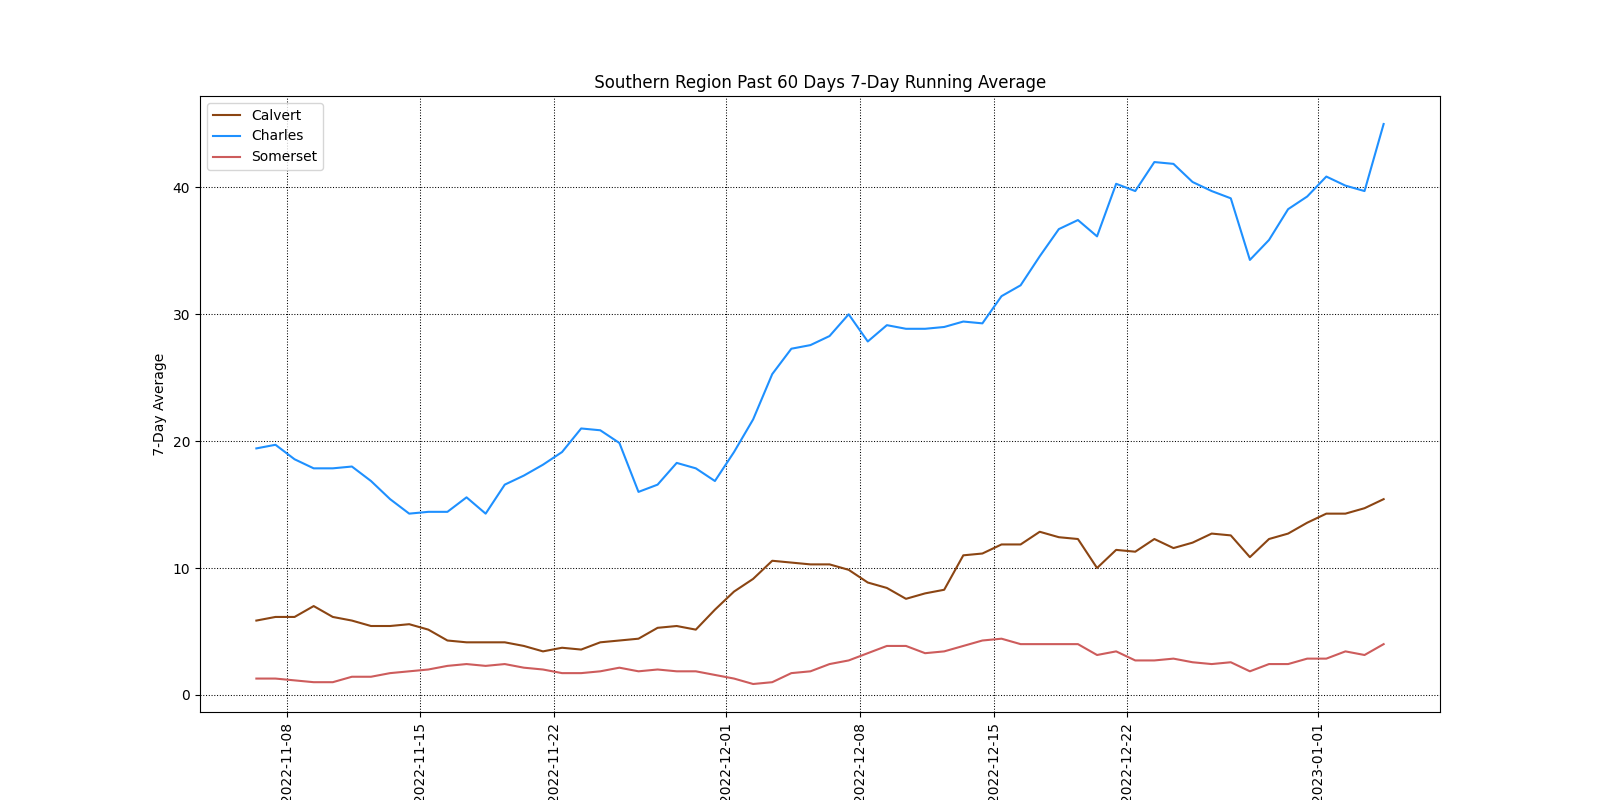 Southern Region Past 60 Days 7-Day Running Average
Calvert
Charles
Somerset
7-Day Average
40
30
20
10
0
2022-11-08
2022-11-15
2022-11-22
2022-12-01
2022-12-08
2022-12-15
2022-12-22
2023-01-01